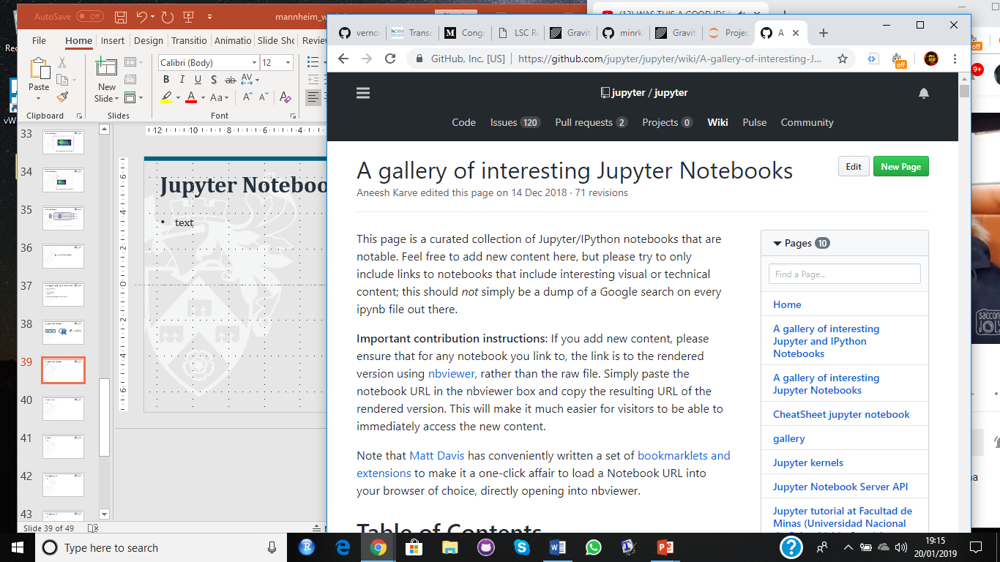 AutoSave Off
mannheim_w
File Home Insert Design Transitio Animatio Slide Sho Review
Paste
New
Slide
Calibri (Body) 12
B I U S ab AV
A Aa A A A
Clipboard Slides Font
12 10 8 6 4
33
34
35
36
37
38
39
40
41
42
43
Jupyter Noteboo
• text
Slide 39 of 49
(12) WAS THIS A GOOD IDEA
verno NCRM Transc Congr LSC R Gravit minrk Gravit Projec A
GitHub, Inc. [US] https://github.com/jupyter/jupyter/wiki/A-gallery-of-interesting-J...
off
9+
jupyter / jupyter
Code Issues 120 Pull requests 2 Projects 0 Wiki Pulse Community
A gallery of interesting Jupyter Notebooks
Edit New Page
Aneesh Karve edited this page on 14 Dec 2018 · 71 revisions
This page is a curated collection of Jupyter/IPython notebooks that are
notable. Feel free to add new content here, but please try to only
include links to notebooks that include interesting visual or technical
content; this should not simply be a dump of a Google search on every
ipynb file out there.
Important contribution instructions: If you add new content, please
ensure that for any notebook you link to, the link is to the rendered
version using nbviewer, rather than the raw file. Simply paste the
notebook URL in the nbviewer box and copy the resulting URL of the
rendered version. This will make it much easier for visitors to be able to
immediately access the new content.
Note that Matt Davis has conveniently written a set of bookmarklets and
extensions to make it a one-click affair to load a Notebook URL into
your browser of choice, directly opening into nbviewer.
Table of Contents
Pages 10
Find a Page...
Home
A gallery of interesting
Jupyter and IPython
Notebooks
A gallery of interesting
Jupyter Notebooks
CheatSheet jupyter notebook
gallery
Jupyter kernels
Jupyter Notebook Server API
Jupyter tutorial at Facultad de
Minas (Universidad Nacional
SACCON
JOLY
Type here to search
19:15
20/01/2019